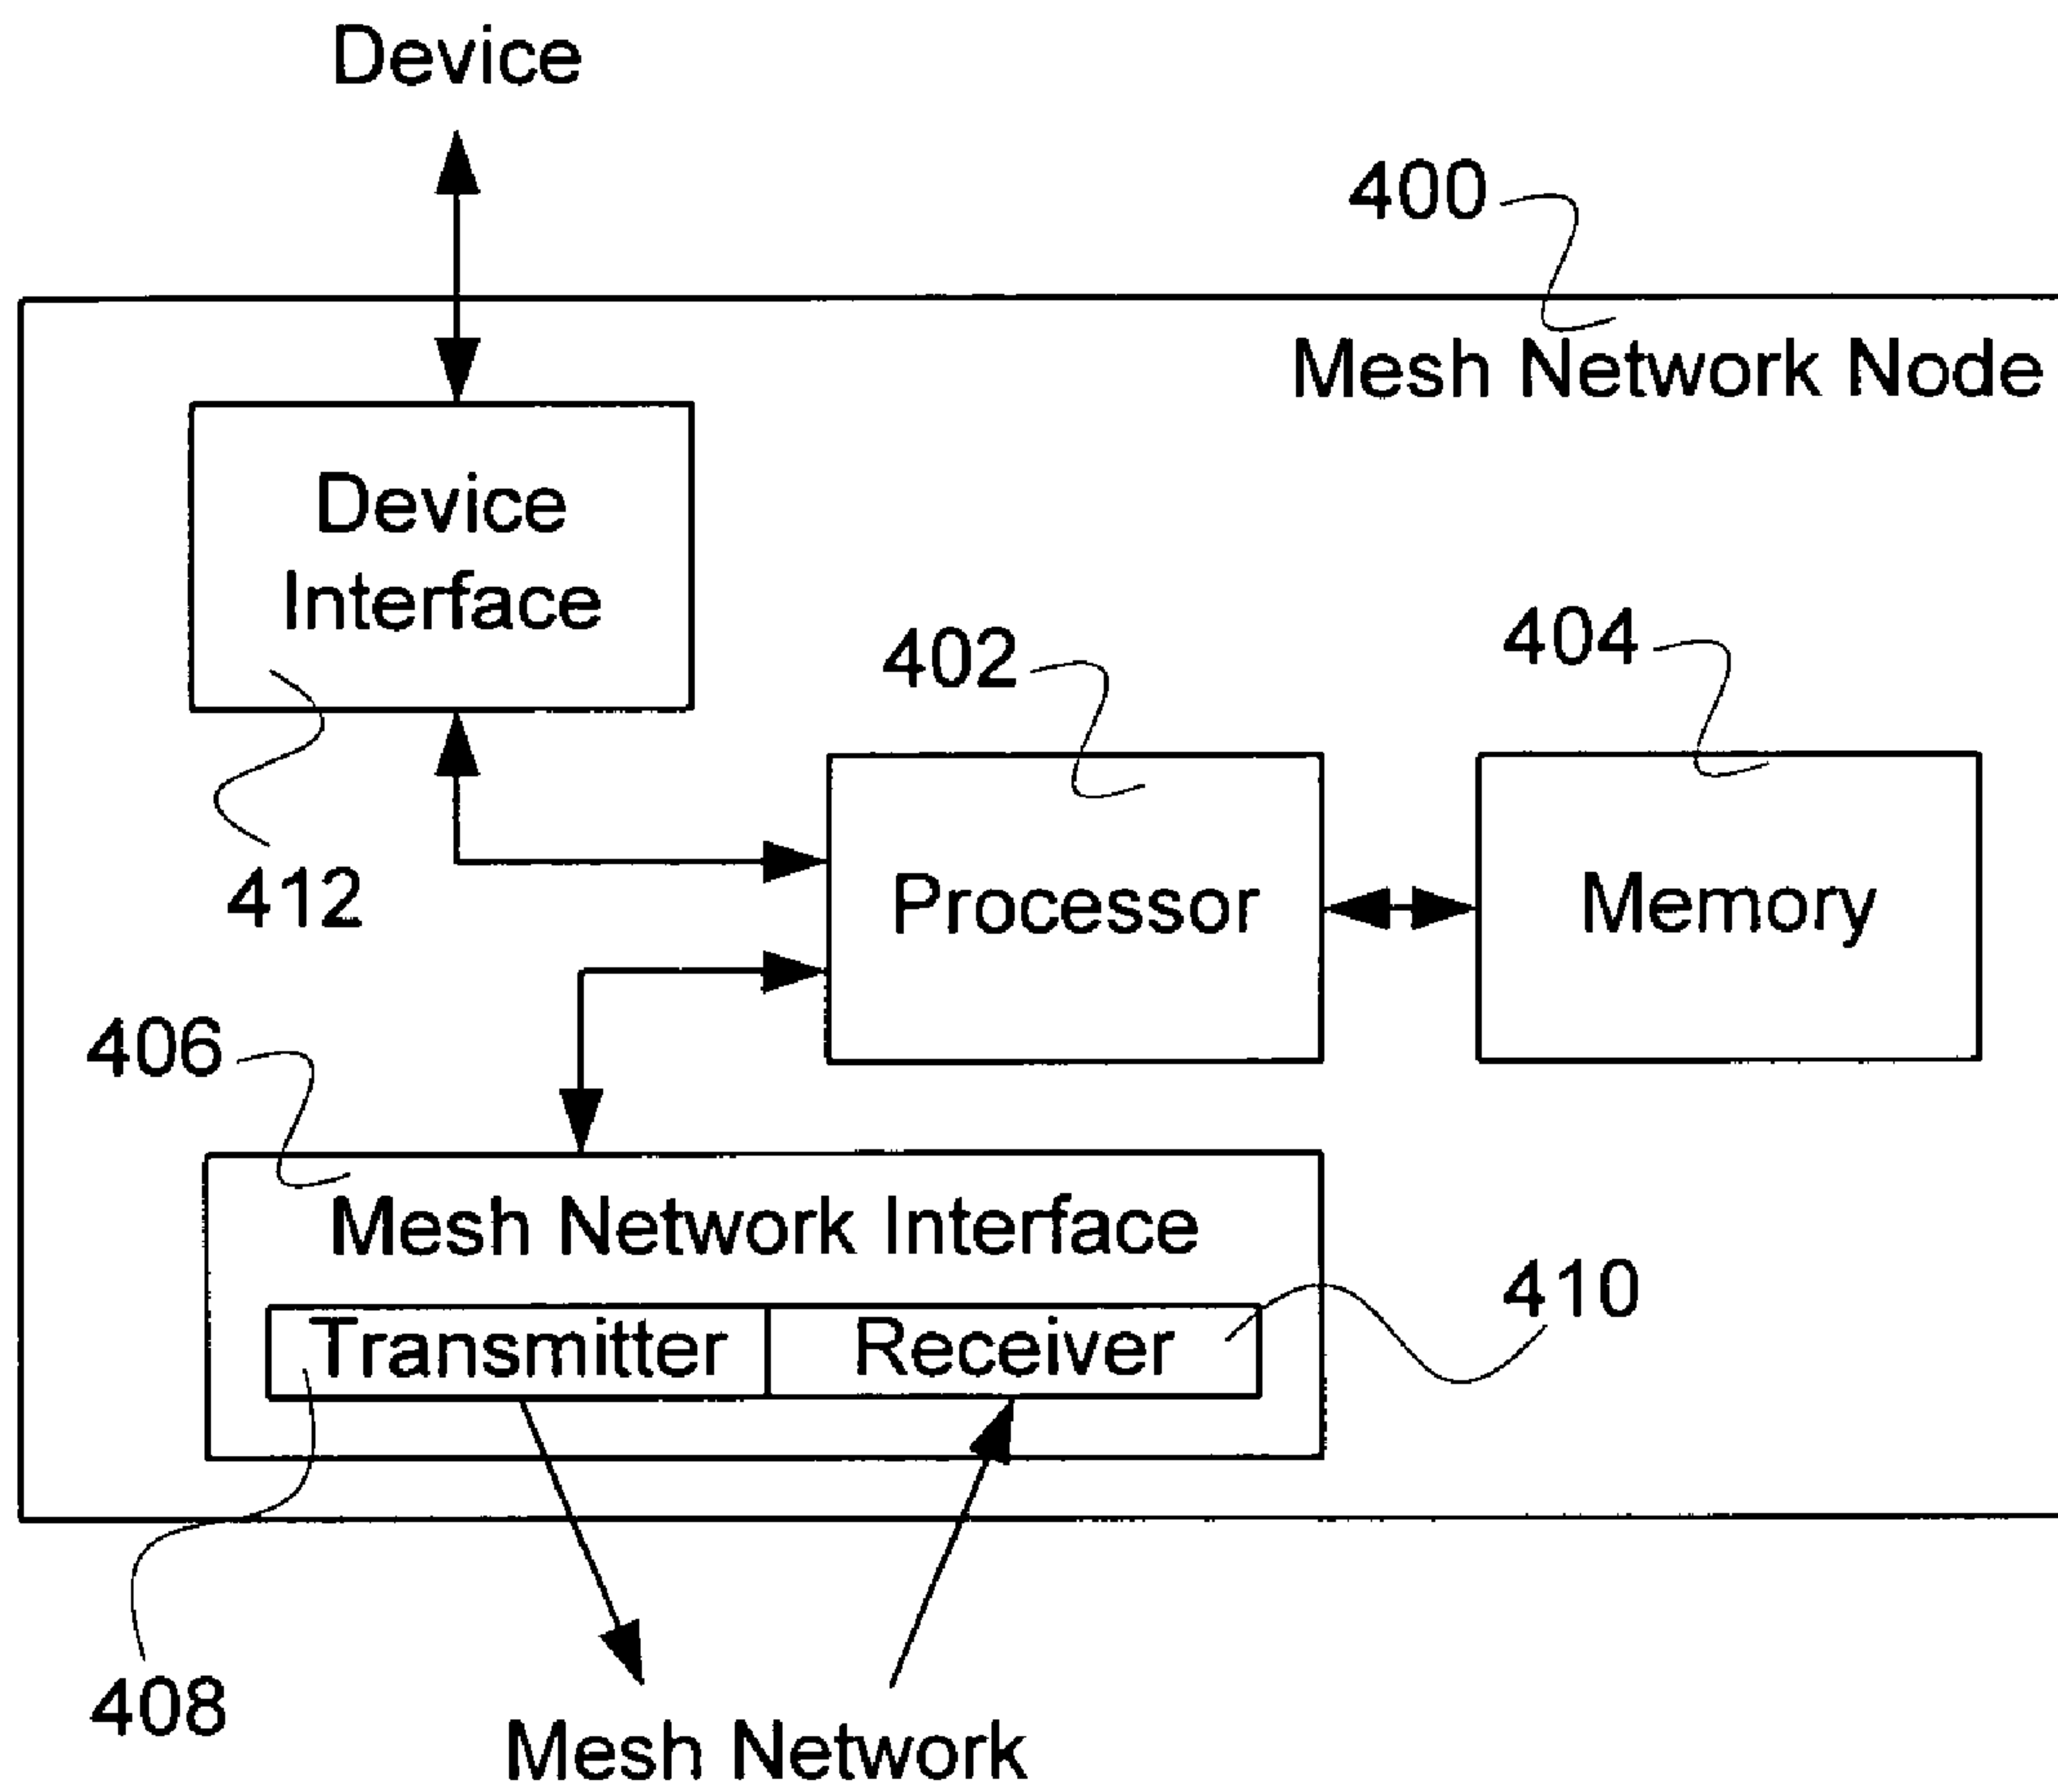 Device
400
Mesh Network Node
Device
Interface
402
404
412
Processor
Memory
406
Mesh Network Interface
410
Transmitter
Receiver
408
Mesh Network